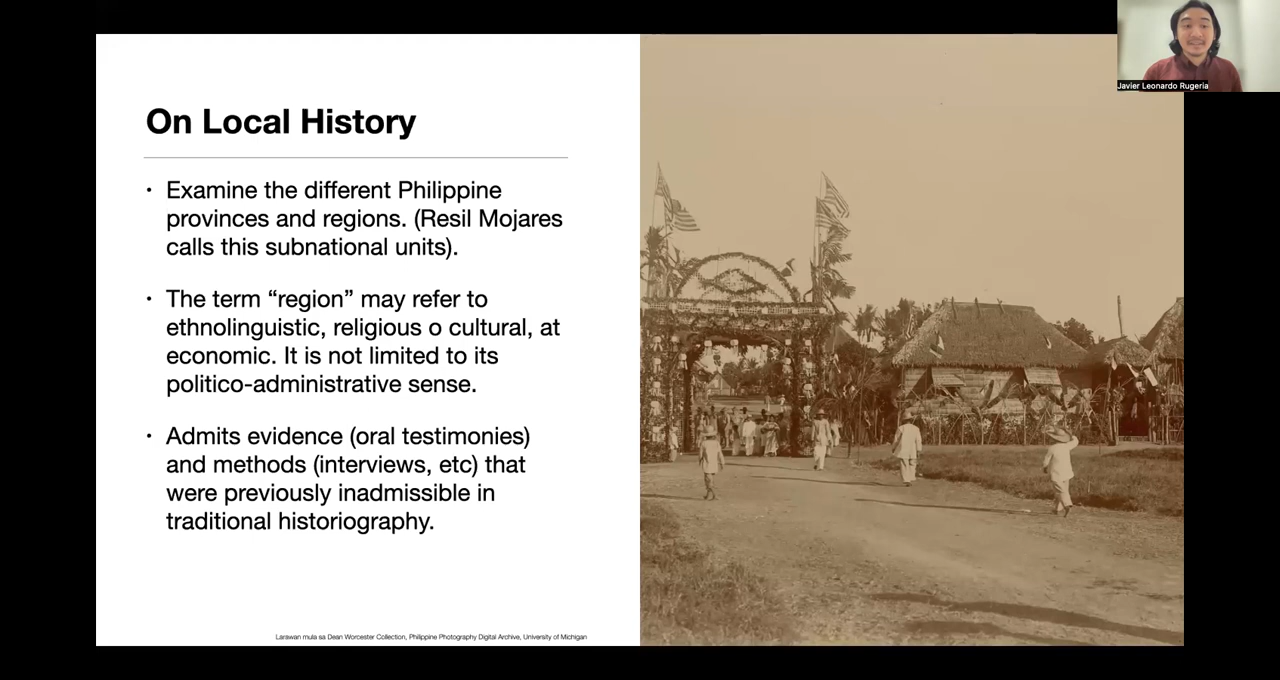 Javier Leonardo Rugeria
On Local History
• Examine the different Philippine
provinces and regions. (Resil Mojares
calls this subnational units).
• The term “region” may refer to
ethnolinguistic, religious o cultural, at
economic. It is not limited to its
politico-administrative sense.
• Admits evidence (oral testimonies)
and methods (interviews, etc) that
were previously inadmissible in
traditional historiography.
Larawan mula sa Dean Worcester Collection, Philippine Photography Digital Archive, University of Michigan